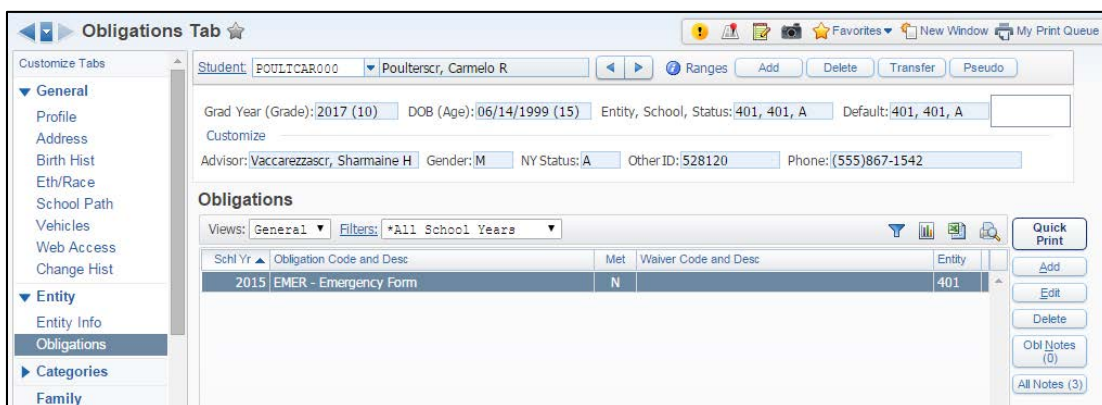 Obligations Tab
Favorites New Window My Print Queue
Customize Tabs
General
Profile
Address
Birth Hist
Eth/Race
School Path
Vehicles
Web Access
Change Hist
Entity
Entity Info
Obligations
Categories
Family
Student: POULTCAR000 Poulterscr, Carmelo R Ranges Add Delete Transfer Pseudo
Grad Year (Grade): 2017 (10) DOB (Age): 06/14/1999 (15) Entity, School, Status: 401, 401, A Default: 401, 401, A
Customize
Advisor: Vaccarezzascr, Sharmaine H Gender: M NY Status: A Other ID: 528120 Phone: (555)867-1542
Obligations
Views: General Filters: *All School Years
Schl Yr Obligation Code and Desc Met Waiver Code and Desc Entity
2015 EMER - Emergency Form N 401
Quick Print
Add
Edit
Delete
Obl Notes (0)
All Notes (3)